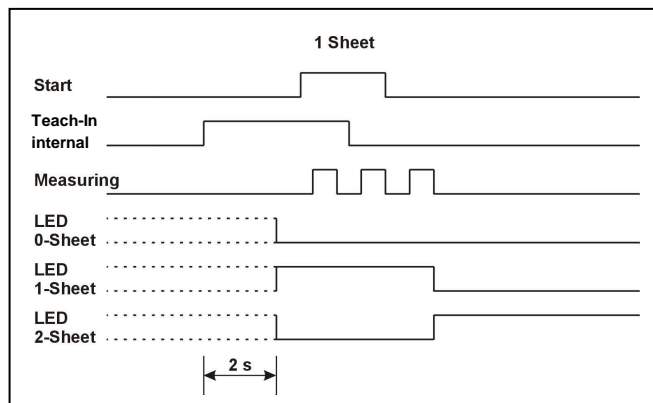 1 Sheet
Start
Teach-In
internal
Measuring
LED
0-Sheet
LED
1-Sheet
LED
2-Sheet
2 s